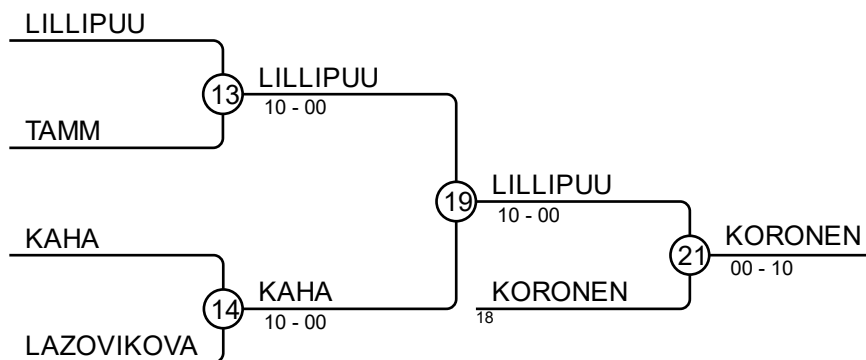 LILLIPUU
13
LILLIPUU
10 - 00
TAMM
19
LILLIPUU
10 - 00
KAHA
21
KORONEN
00 - 10
14
KAHA
10 - 00
KORONEN
18
LAZOVIKOVA